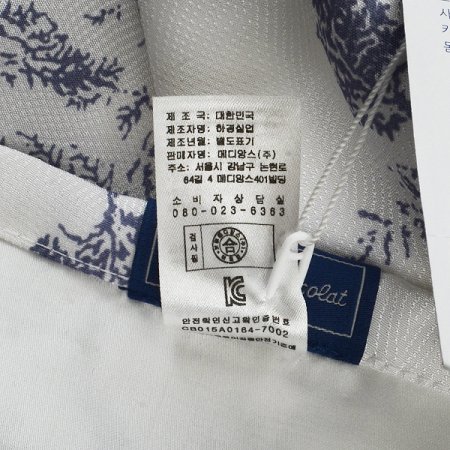 제 조 국: 대한민국
제조자명: 하경실업
제조년월: 별도표기
판매자명: 메디앙스(주)
주소: 서울시 강남구 논현로
64길 4 메디앙스401빌딩
소 비 자 상 담 실
080-023-6363
검사필
合
안전확인신고확인증번호
CB015A0164-7002
colat